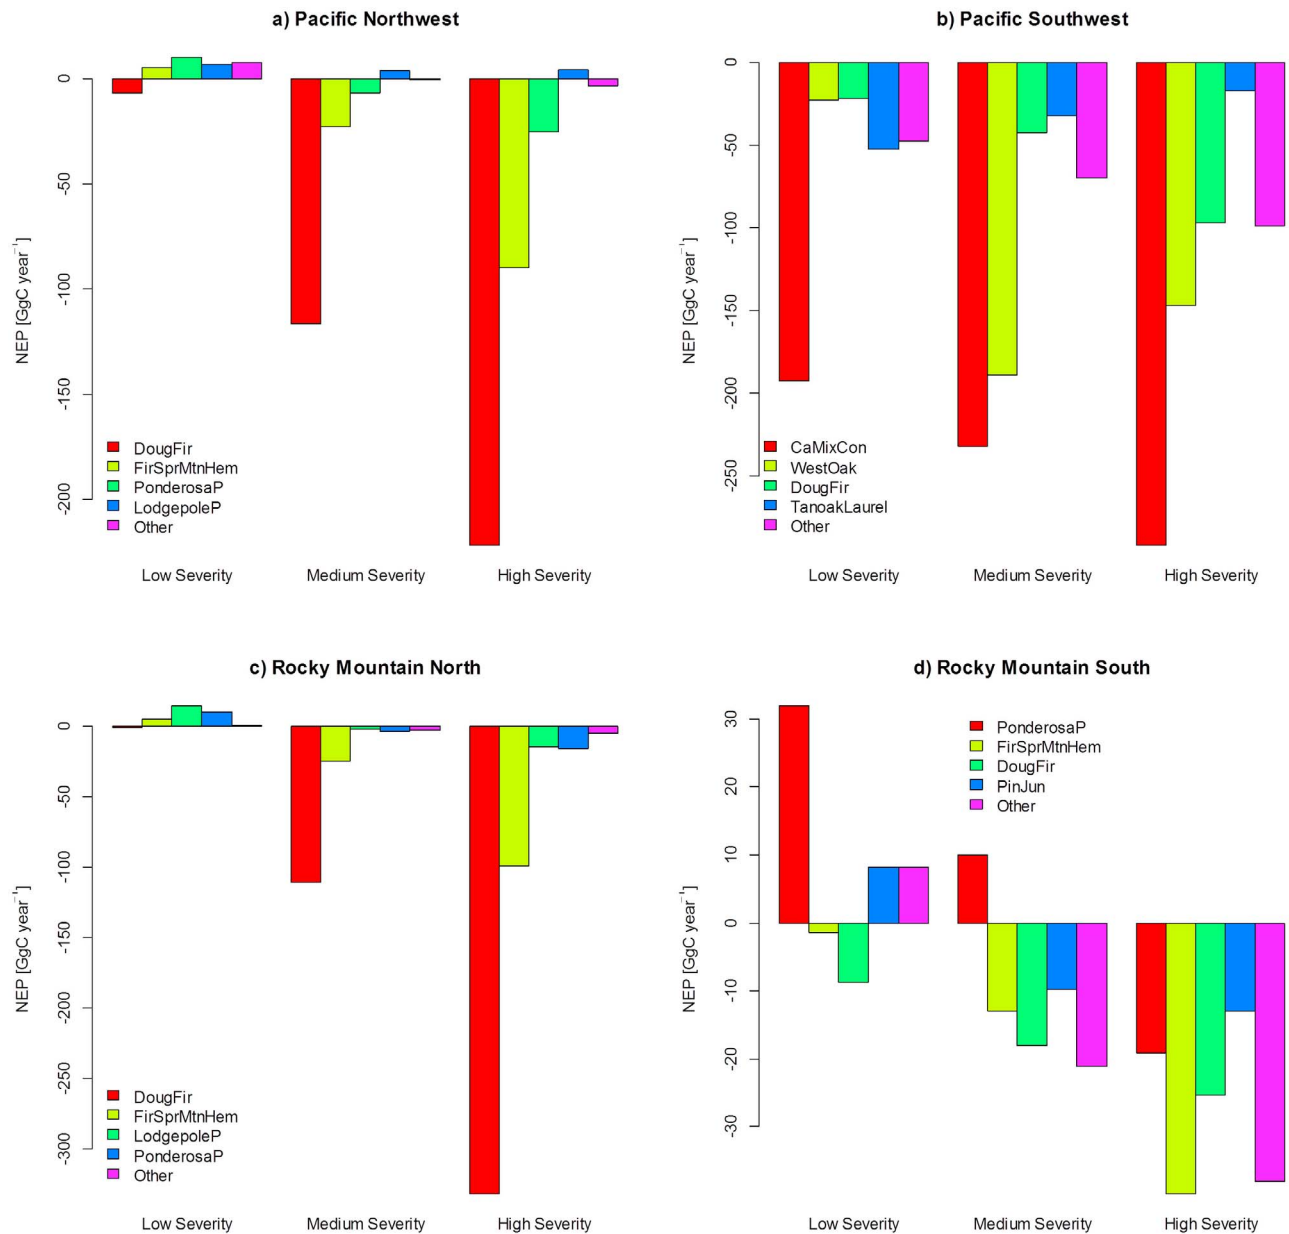 a) Pacific Northwest
NEP [GgC year⁻¹]
0
-50
-100
-150
-200
DougFir
FirSprMtnHem
PonderosaP
LodgepoleP
Other
Low Severity
Medium Severity
High Severity
b) Pacific Southwest
NEP [GgC year⁻¹]
0
-50
-100
-150
-200
-250
CaMixCon
WestOak
DougFir
TanoakLaurel
Other
Low Severity
Medium Severity
High Severity
c) Rocky Mountain North
NEP [GgC year⁻¹]
0
-50
-100
-150
-200
-250
-300
DougFir
FirSprMtnHem
LodgepoleP
PonderosaP
Other
Low Severity
Medium Severity
High Severity
d) Rocky Mountain South
NEP [GgC year⁻¹]
30
20
10
0
-10
-20
-30
PonderosaP
FirSprMtnHem
DougFir
PinJun
Other
Low Severity
Medium Severity
High Severity